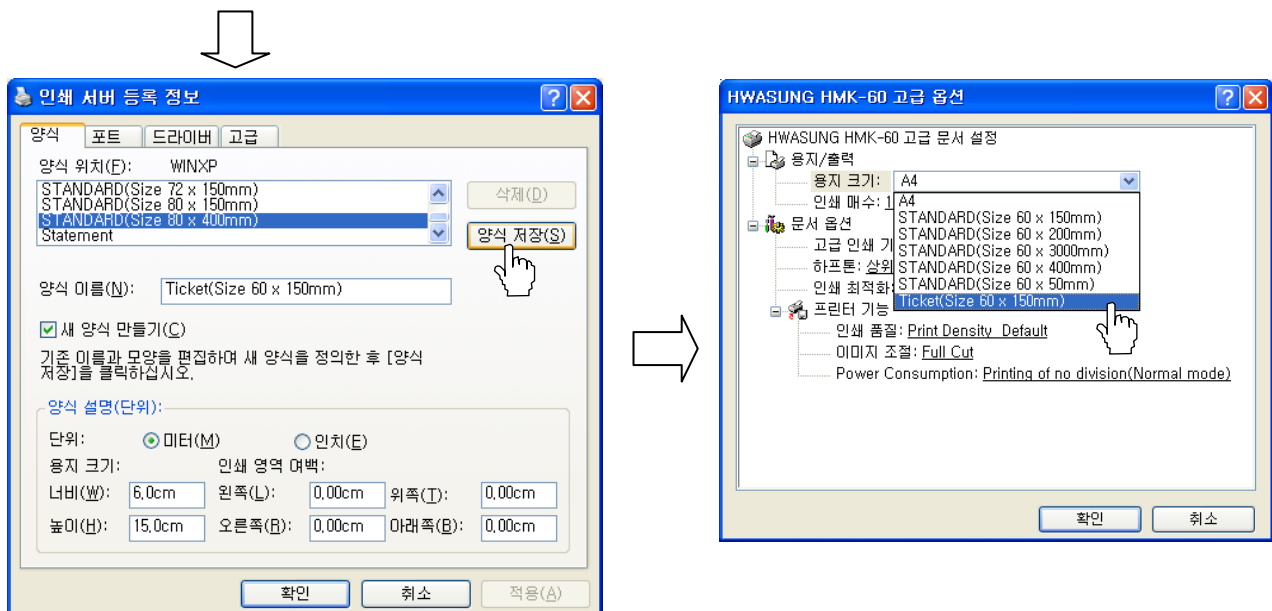 인쇄 서버 등록 정보
양식 포트 드라이버 고급
양식 위치(F): WINXP
STANDARD(Size 72 x 150mm)
STANDARD(Size 80 x 150mm)
STANDARD(Size 80 x 400mm)
Statement
삭제(D)
양식 저장(S)
양식 이름(N): Ticket(Size 60 x 150mm)
새 양식 만들기(C)
기존 이름과 모양을 편집하여 새 양식을 정의한 후 [양식
저장]을 클릭하십시오.
양식 설명(단위):
단위: 미터(M) 인치(E)
용지 크기: 인쇄 영역 여백:
너비(W): 6,0cm 왼쪽(L): 0,00cm 위쪽(T): 0,00cm
높이(H): 15,0cm 오른쪽(R): 0,00cm 아래쪽(B): 0,00cm
확인 취소 적용(A)
HWASUNG HMK-60 고급 옵션
HWASUNG HMK-60 고급 문서 설정
용지/출력
용지 크기: A4
인쇄 매수: 1
A4
STANDARD(Size 60 x 150mm)
STANDARD(Size 60 x 200mm)
STANDARD(Size 60 x 3000mm)
STANDARD(Size 60 x 400mm)
STANDARD(Size 60 x 50mm)
Ticket(Size 60 x 150mm)
문서 옵션
고급 인쇄 기
하프톤: 상위
인쇄 최적화:
프린터 기능
인쇄 품질: Print Density Default
이미지 조절: Full Cut
Power Consumption: Printing of no division(Normal mode)
확인 취소